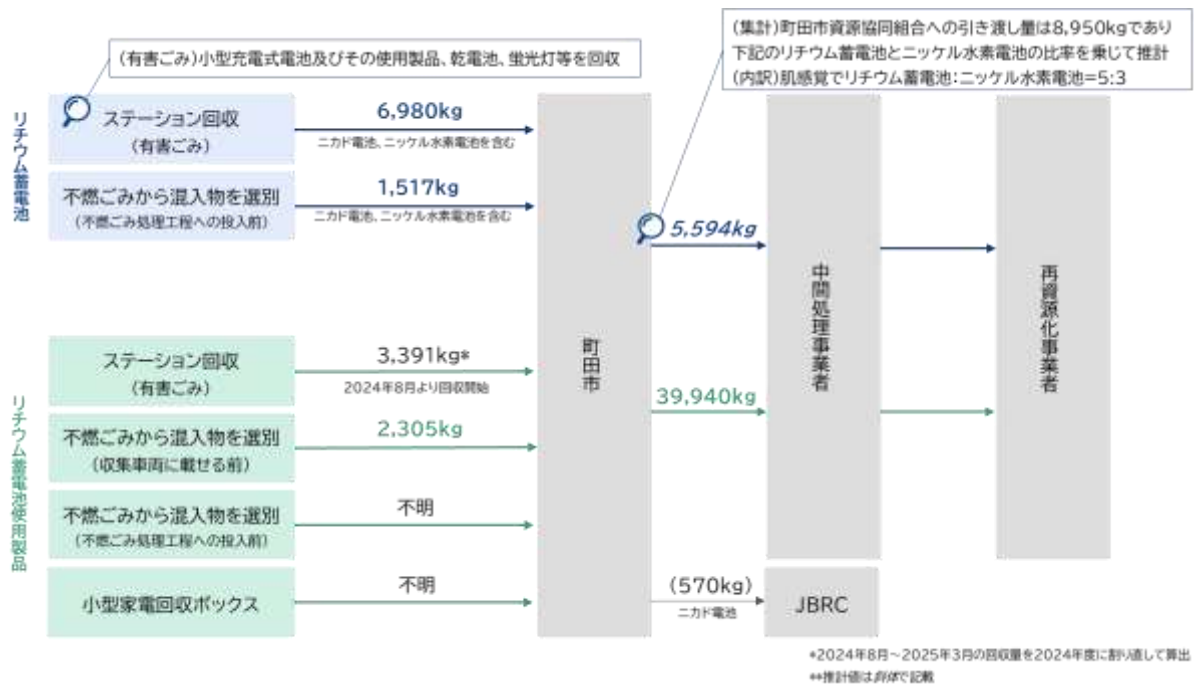 (集計)町田市資源協同組合への引き渡し量は8,950kgであり
下記のリチウム蓄電池とニッケル水素電池の比率を乗じて推計
(内訳)肌感覚でリチウム蓄電池:ニッケル水素電池=5:3
(有害ごみ)小型充電式電池及びその使用製品、乾電池、蛍光灯等を回収
リチウム蓄電池
ステーション回収
(有害ごみ)
6,980kg
ニカド電池、ニッケル水素電池を含む
不燃ごみから混入物を選別
(不燃ごみ処理工程への投入前)
1,517kg
ニカド電池、ニッケル水素電池を含む
5,594kg
町田市
中間処理事業者
再資源化事業者
リチウム蓄電池使用製品
ステーション回収
(有害ごみ)
3,391kg*
2024年8月より回収開始
39,940kg
不燃ごみから混入物を選別
(収集車両に載せる前)
2,305kg
不燃ごみから混入物を選別
(不燃ごみ処理工程への投入前)
不明
小型家電回収ボックス
不明
(570kg)
ニカド電池
JBRC
*2024年8月~2025年3月の回収量を2024年度に割り直して算出
**推計値は斜体で記載